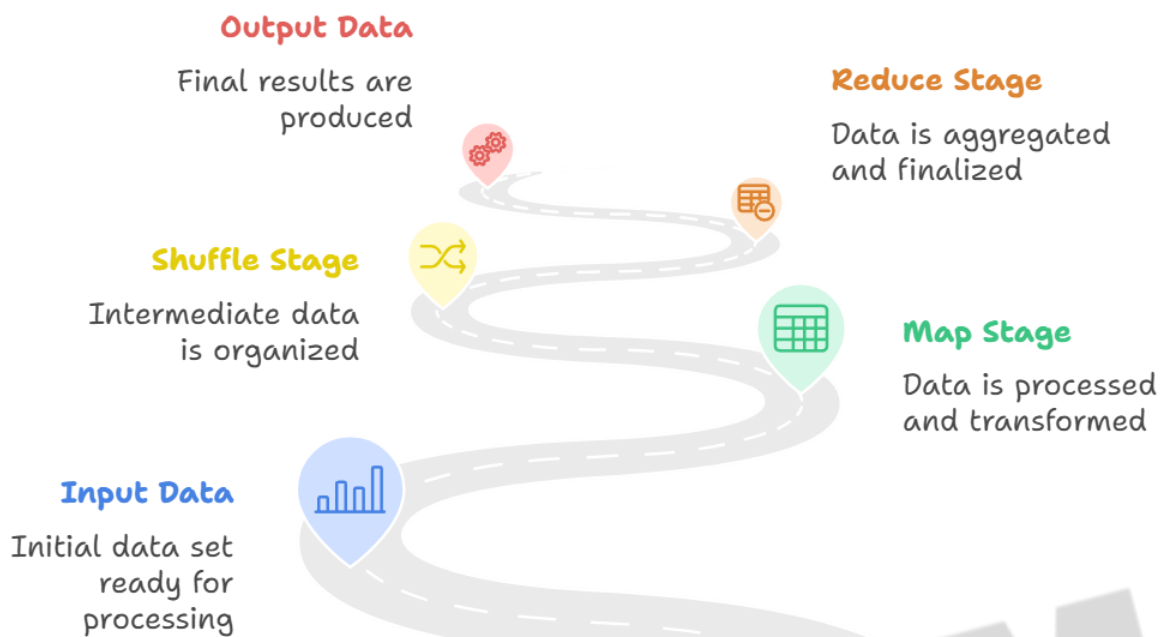 Output Data
Final results are
produced
Reduce Stage
Data is aggregated
and finalized
Shuffle Stage
Intermediate data
is organized
Map Stage
Data is processed
and transformed
Input Data
Initial data set
ready for
processing